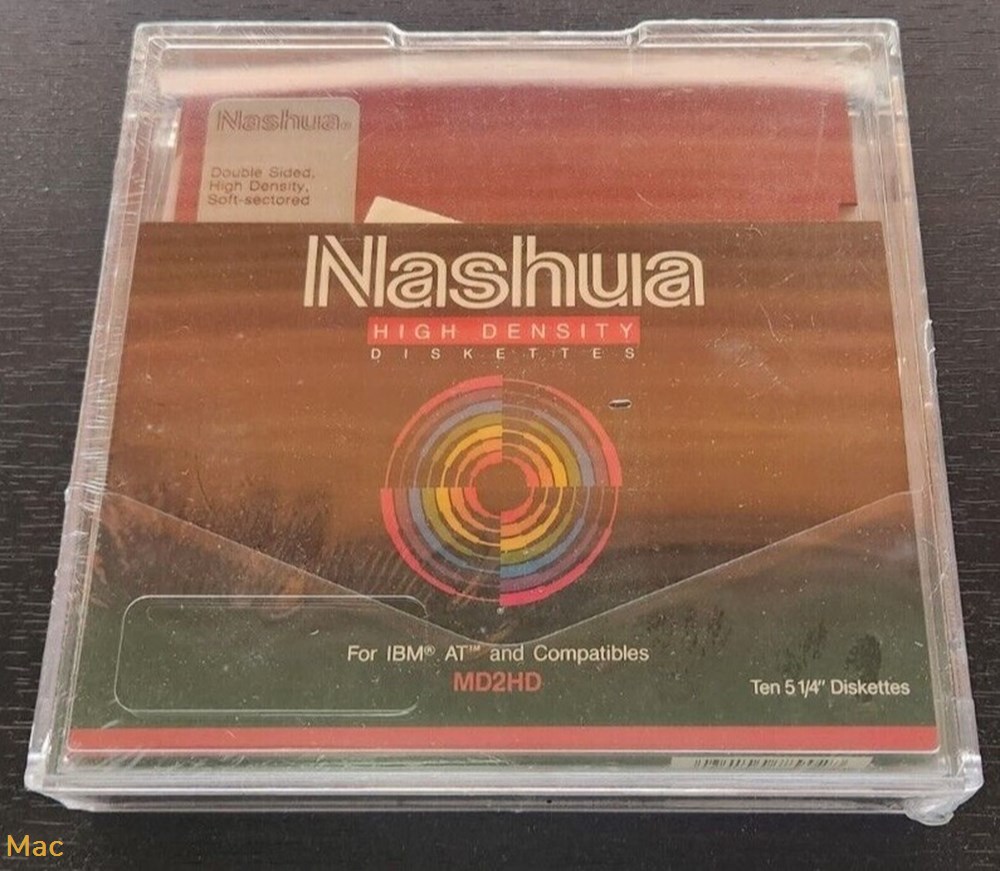 Nashua®
Double Sided,
High Density,
Soft-sectored
Nashua
HIGH DENSITY
DISKETTES
For IBM® AT™ and Compatibles
MD2HD
Ten 5 1/4" Diskettes
Mac